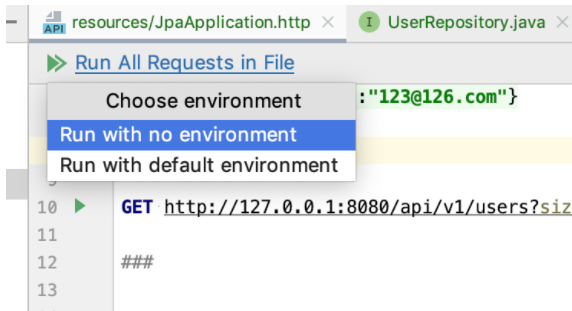 API resources/JpaApplication.http × I UserRepository.java ×
Run All Requests in File
Choose environment
:"123@126.com"}
Run with no environment
Run with default environment
10 GET http://127.0.0.1:8080/api/v1/users?siz
11
12 ###
13